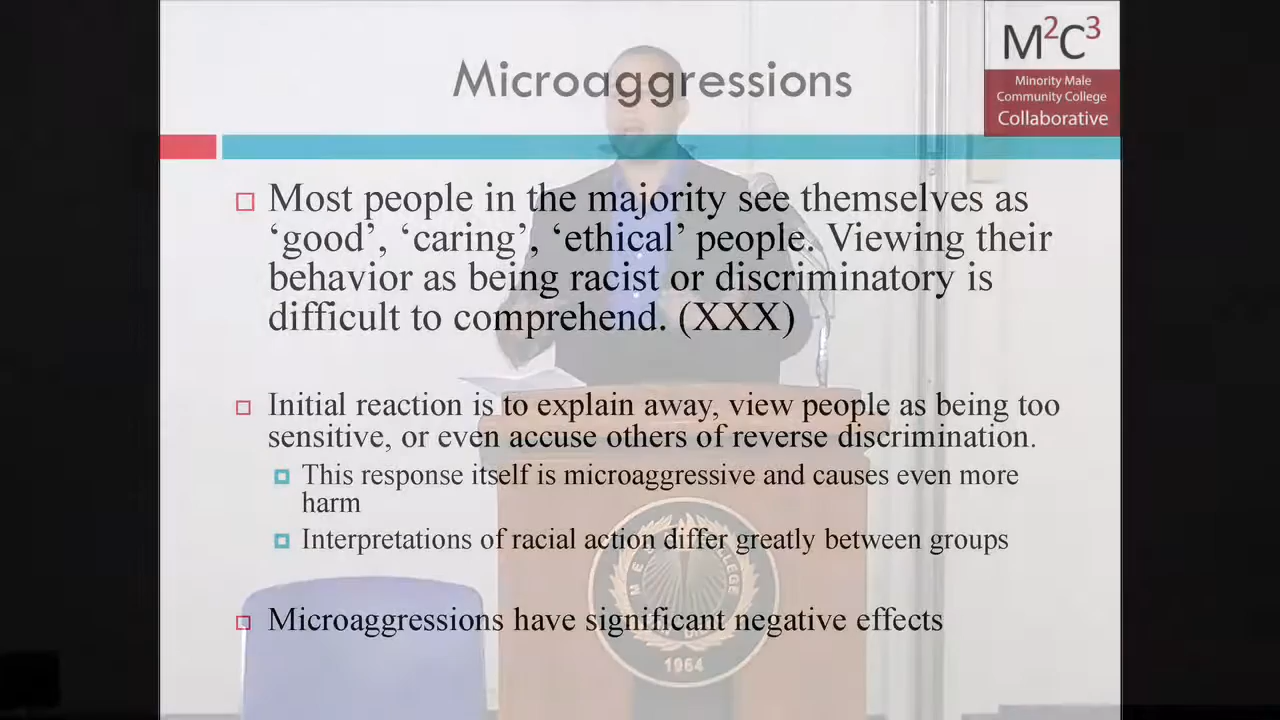 Microaggressions
M2C3
Minority Male
Community College
Collaborative
Most people in the majority see themselves as
‘good’, ‘caring’, ‘ethical’ people. Viewing their
behavior as being racist or discriminatory is
difficult to comprehend. (XXX)
Initial reaction is to explain away, view people as being too
sensitive, or even accuse others of reverse discrimination.
This response itself is microaggressive and causes even more
harm
Interpretations of racial action differ greatly between groups
Microaggressions have significant negative effects
COLLEGE
1964